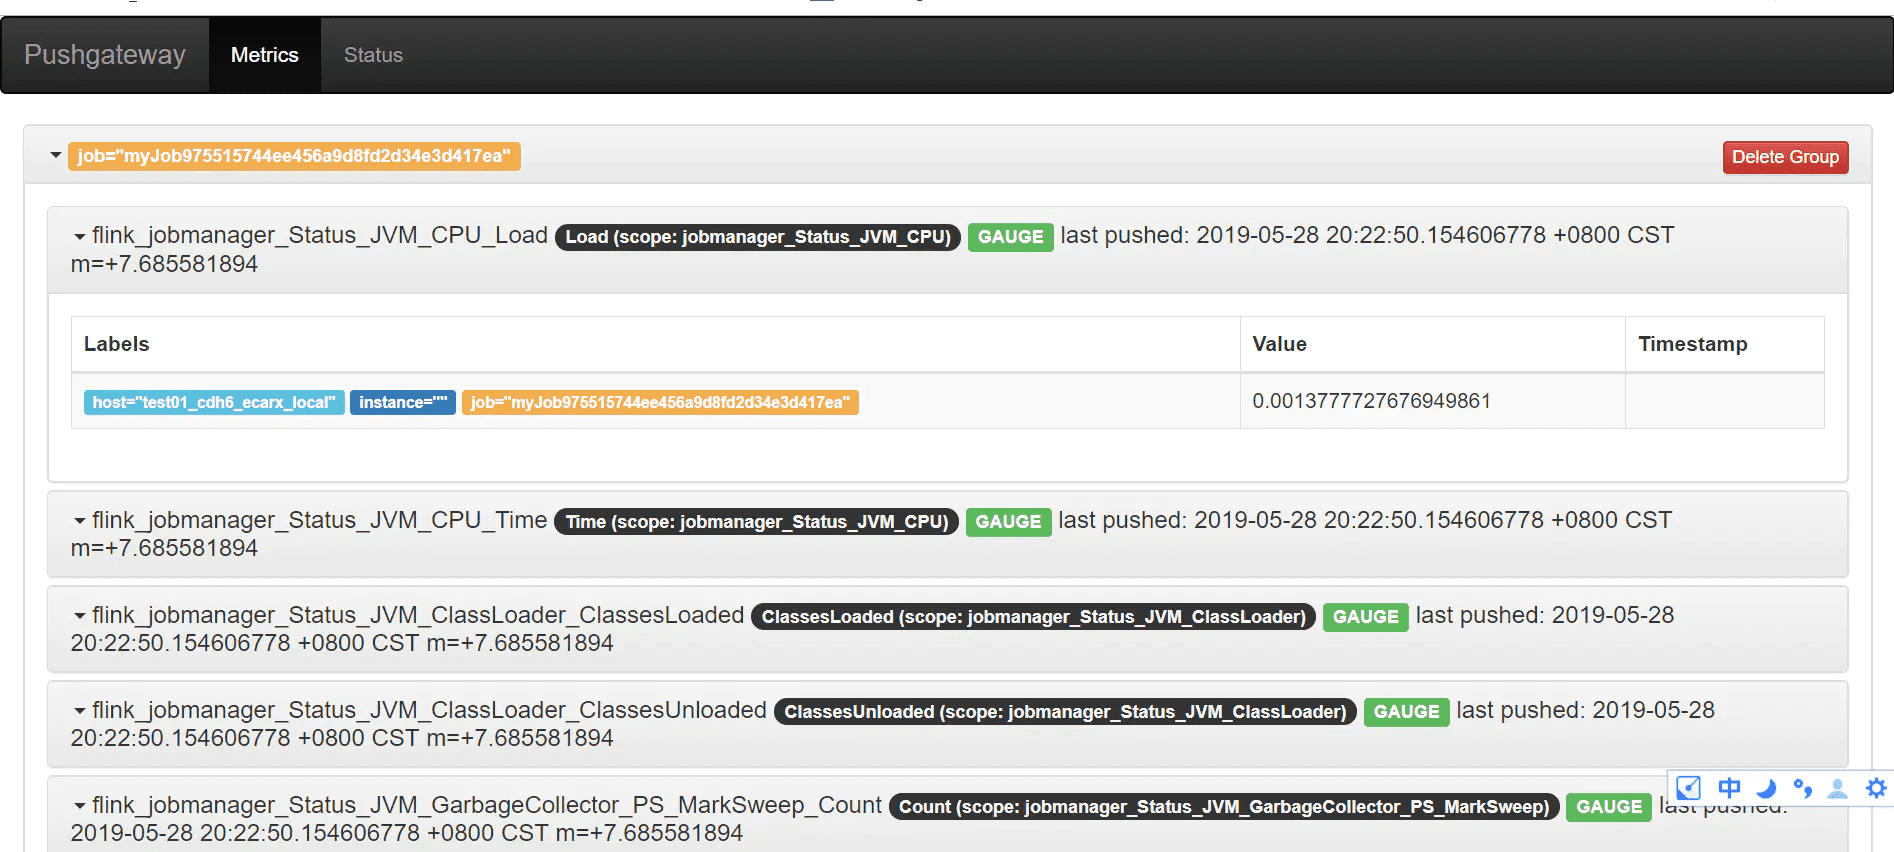 Pushgateway Metrics Status
job="myJob975515744ee456a9d8fd2d34e3d417ea" Delete Group
flink_jobmanager_Status_JVM_CPU_Load Load (scope: jobmanager_Status_JVM_CPU) GAUGE last pushed: 2019-05-28 20:22:50.154606778 +0800 CST
m=+7.685581894
Labels Value Timestamp
host="test01_cdh6_ecarx_local" instance="" job="myJob975515744ee456a9d8fd2d34e3d417ea" 0.0013777727676949861
flink_jobmanager_Status_JVM_CPU_Time Time (scope: jobmanager_Status_JVM_CPU) GAUGE last pushed: 2019-05-28 20:22:50.154606778 +0800 CST
m=+7.685581894
flink_jobmanager_Status_JVM_ClassLoader_ClassesLoaded ClassesLoaded (scope: jobmanager_Status_JVM_ClassLoader) GAUGE last pushed: 2019-05-28
20:22:50.154606778 +0800 CST m=+7.685581894
flink_jobmanager_Status_JVM_ClassLoader_ClassesUnloaded ClassesUnloaded (scope: jobmanager_Status_JVM_ClassLoader) GAUGE last pushed: 2019-05-28
20:22:50.154606778 +0800 CST m=+7.685581894
中
flink_jobmanager_Status_JVM_GarbageCollector_PS_MarkSweep_Count Count (scope: jobmanager_Status_JVM_GarbageCollector_PS_MarkSweep) GAUGE last pushed:
2019-05-28 20:22:50.154606778 +0800 CST m=+7.685581894